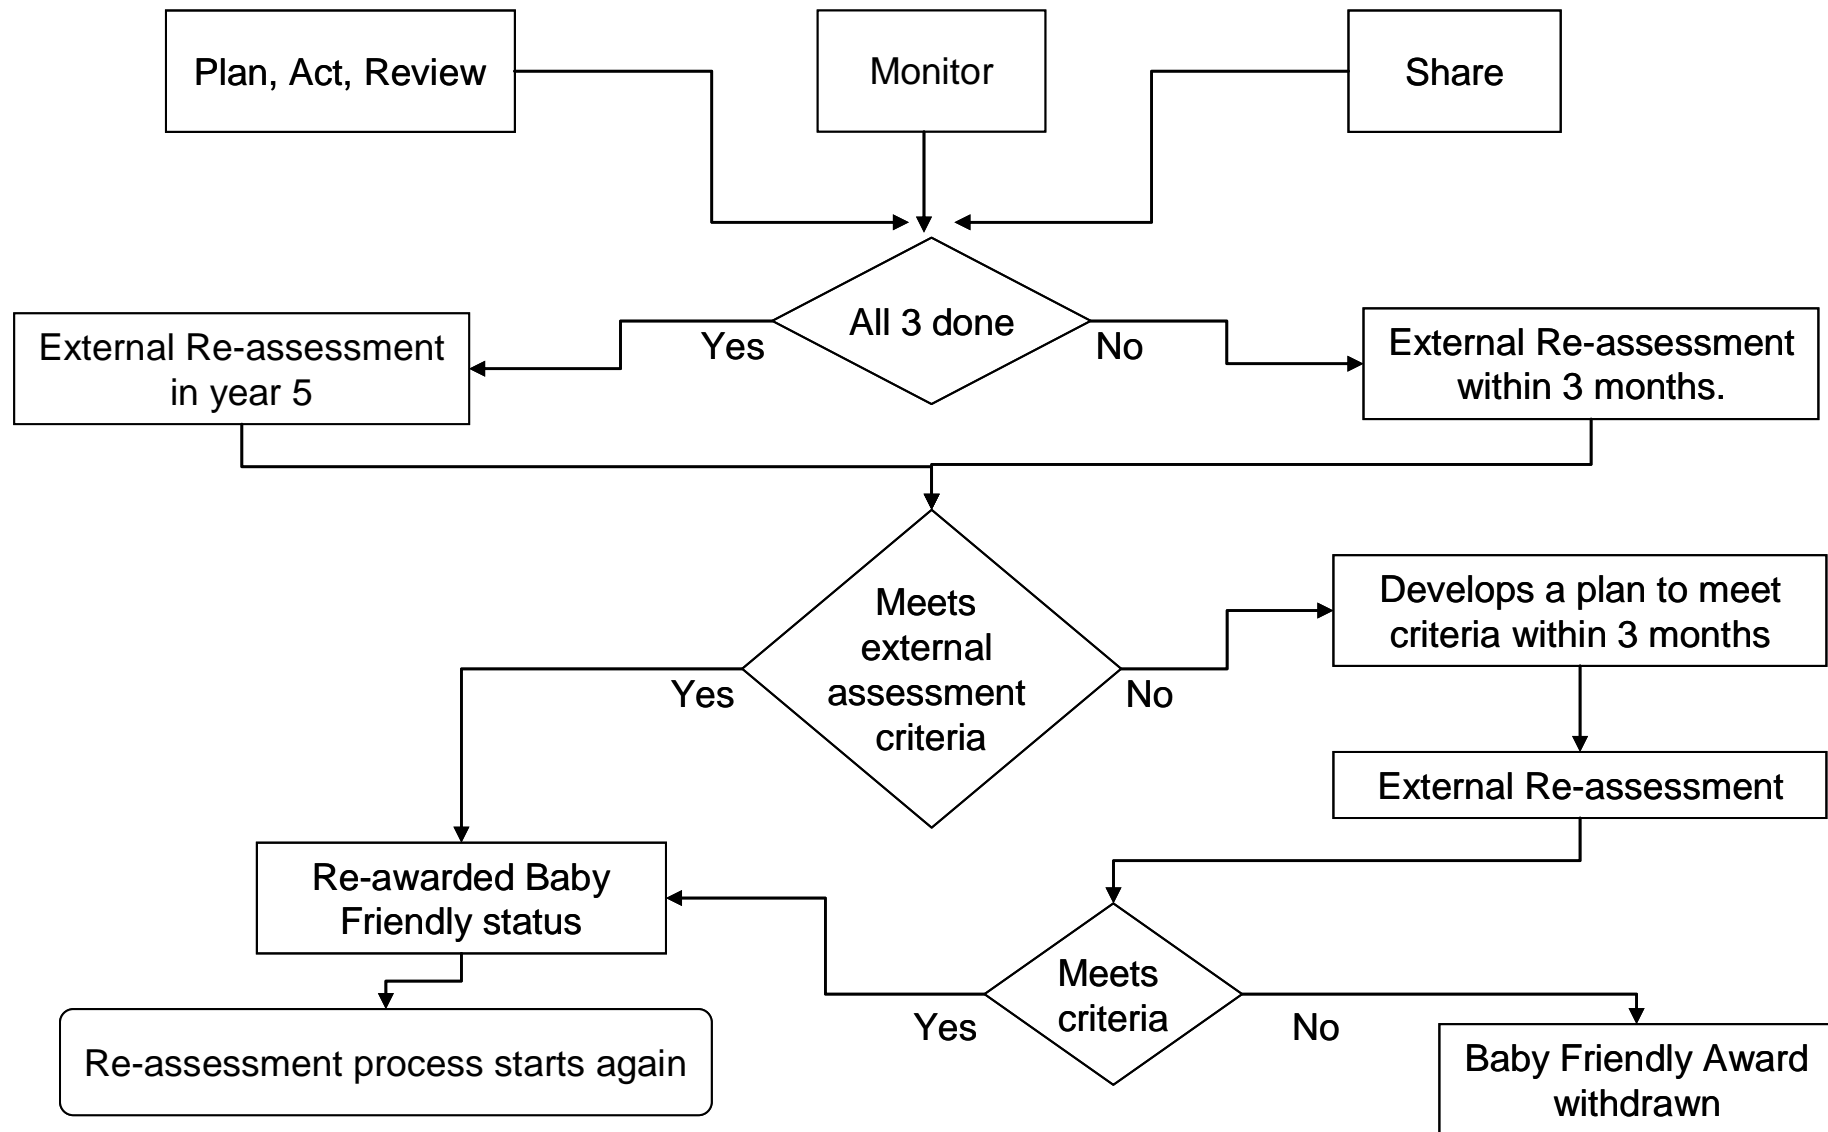 Plan, Act, Review
Monitor
Share
All 3 done
Yes
No
External Re-assessment
in year 5
External Re-assessment
within 3 months.
Meets
external
assessment
criteria
Yes
No
Develops a plan to meet
criteria within 3 months
External Re-assessment
Re-awarded Baby
Friendly status
Meets
criteria
Yes
No
Re-assessment process starts again
Baby Friendly Award
withdrawn